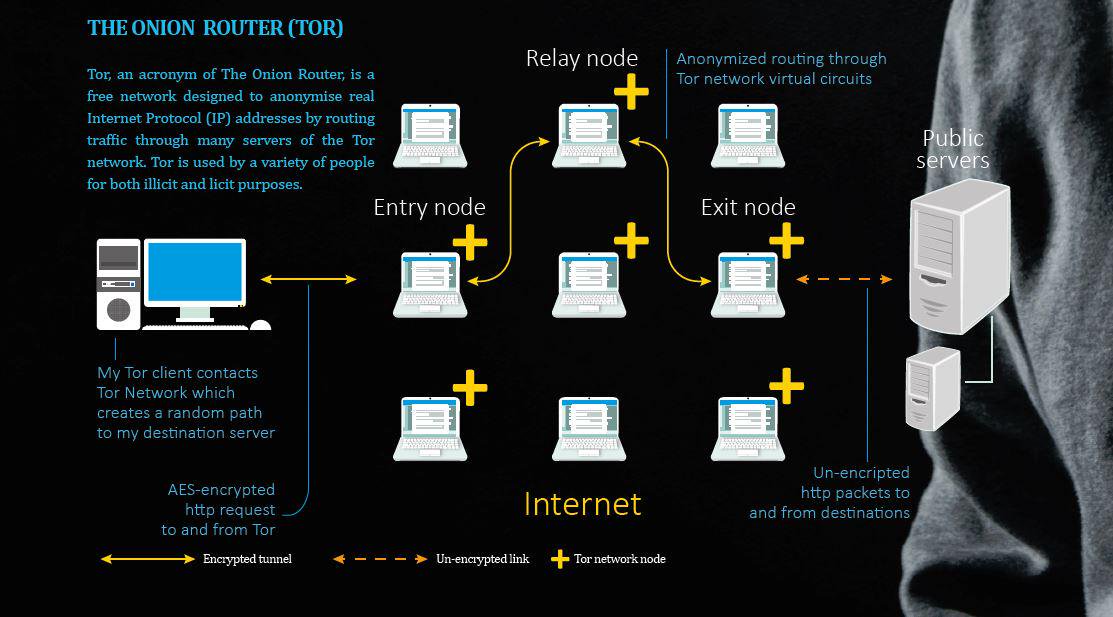 THE ONION ROUTER (TOR)
Tor, an acronym of The Onion Router, is a
free network designed to anonymise real
Internet Protocol (IP) addresses by routing
traffic through many servers of the Tor
network. Tor is used by a variety of people
for both illicit and licit purposes.
Relay node
Anonymized routing through
Tor network virtual circuits
Public
servers
Entry node
Exit node
My Tor client contacts
Tor Network which
creates a random path
to my destination server
AES-encrypted
http request
to and from Tor
Internet
Un-encripted
http packets to
and from destinations
Encrypted tunnel
Un-encrypted link
Tor network node